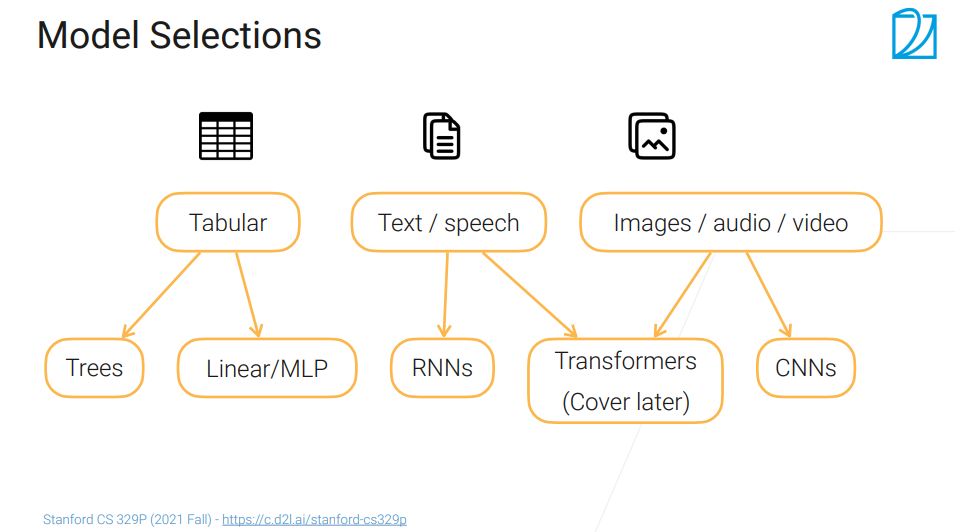 Model Selections
Tabular
Text / speech
Images / audio / video
Trees
Linear/MLP
RNNs
Transformers
(Cover later)
CNNs
Stanford CS 329P (2021 Fall) - https://c.d2l.ai/stanford-cs329p